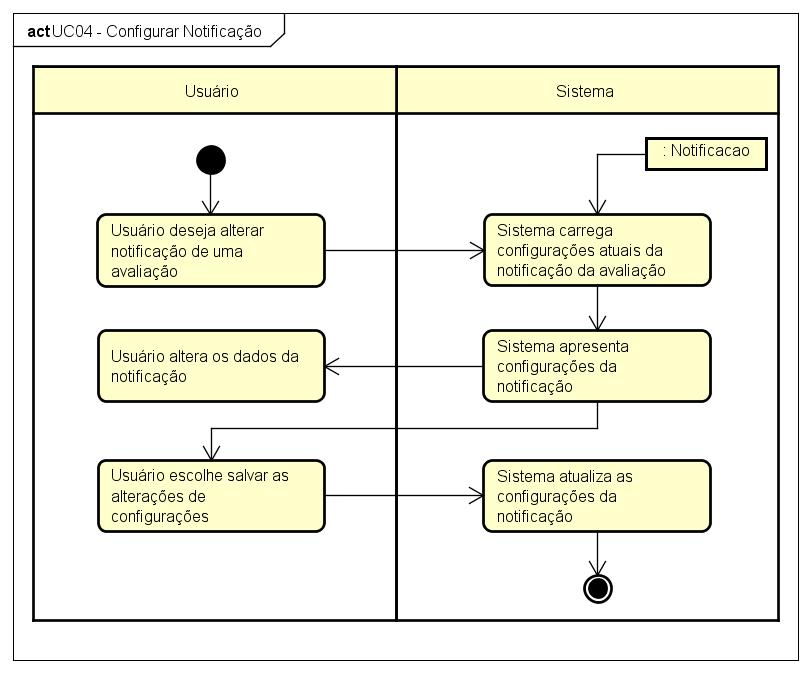 act UC04 - Configurar Notificação
Usuário
Sistema
: Notificacao
Usuário deseja alterar
notificação de uma
avaliação
Sistema carrega
configurações atuais da
notificação da avaliação
Usuário altera os dados da
notificação
Sistema apresenta
configurações da
notificação
Usuário escolhe salvar as
alterações de
configurações
Sistema atualiza as
configurações da
notificação